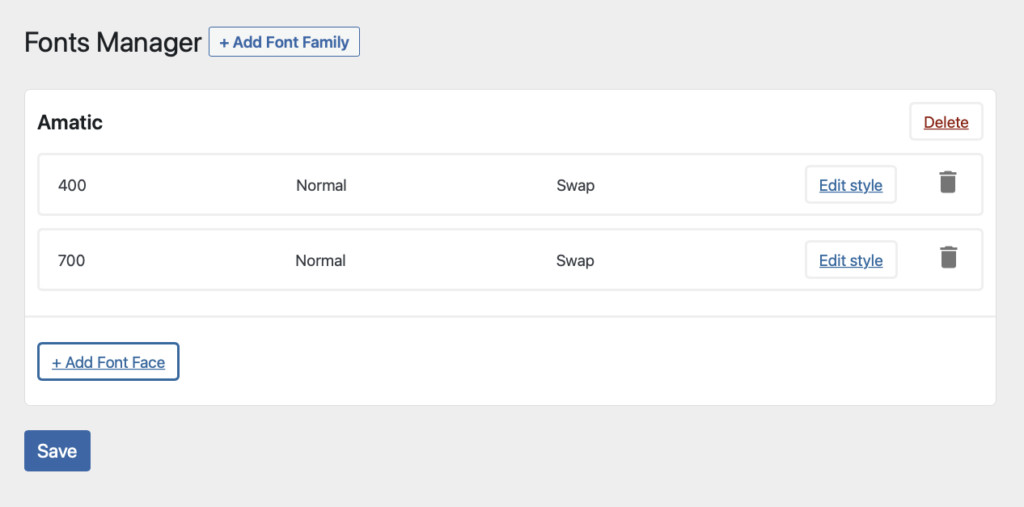 Fonts Manager + Add Font Family
Amatic Delete
400 Normal Swap Edit style
700 Normal Swap Edit style
+ Add Font Face
Save